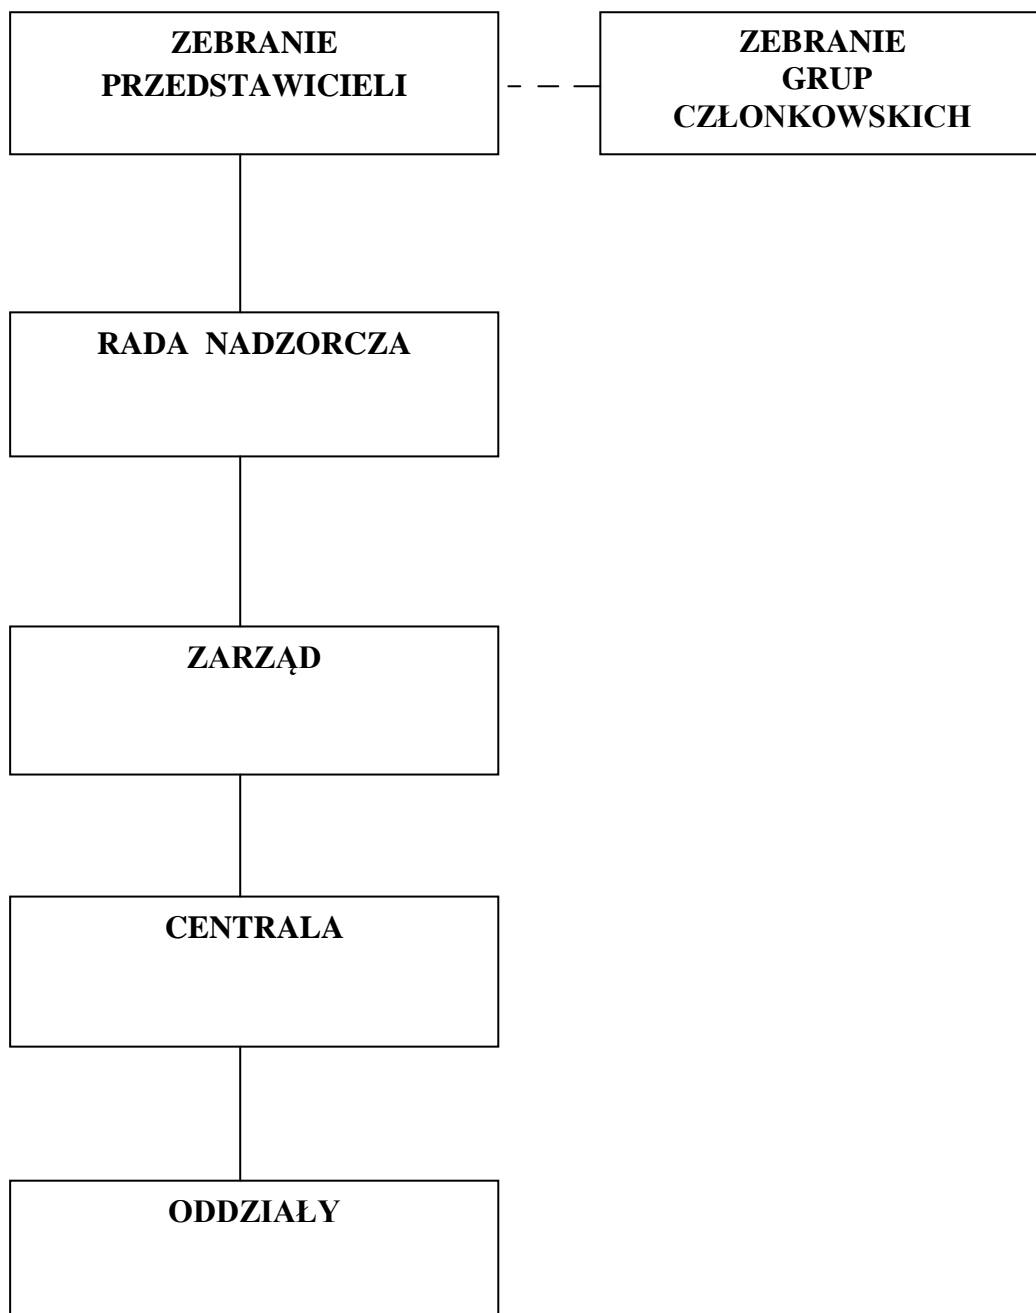 ZEBRANIE
PRZEDSTAWICIELI
ZEBRANIE
GRUP
CZŁONKOWSKICH
RADA NADZORCZA
ZARZĄD
CENTRALA
ODDZIAŁY